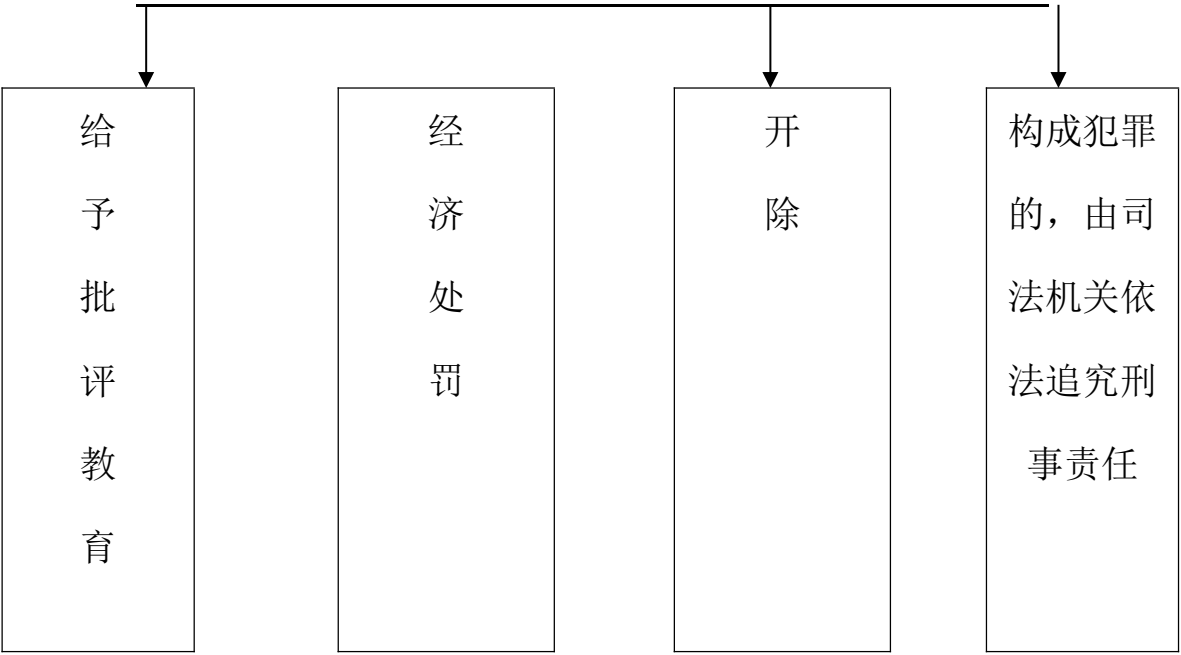 给予批评教育
经济处罚
开除
构成犯罪
的，由司
法机关依
法追究刑
事责任